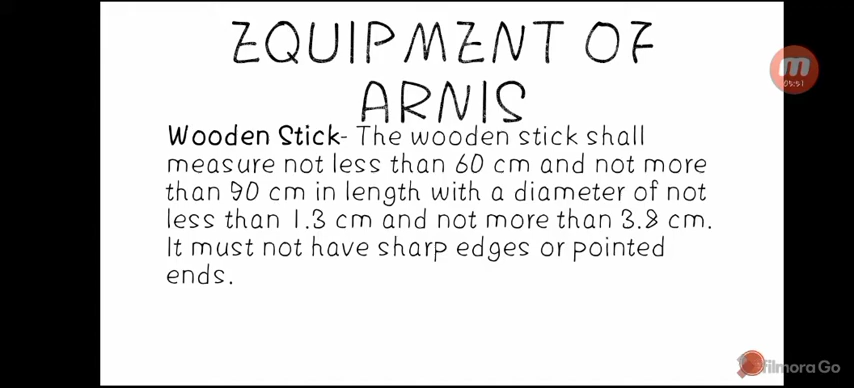 EQUIPMENT OF
ARNIS
Wooden Stick- The wooden stick shall
measure not less than 60 cm and not more
than 90 cm in length with a diameter of not
less than 1.3 cm and not more than 3.8 cm.
It must not have sharp edges or pointed
ends.
05:51
filmora Go